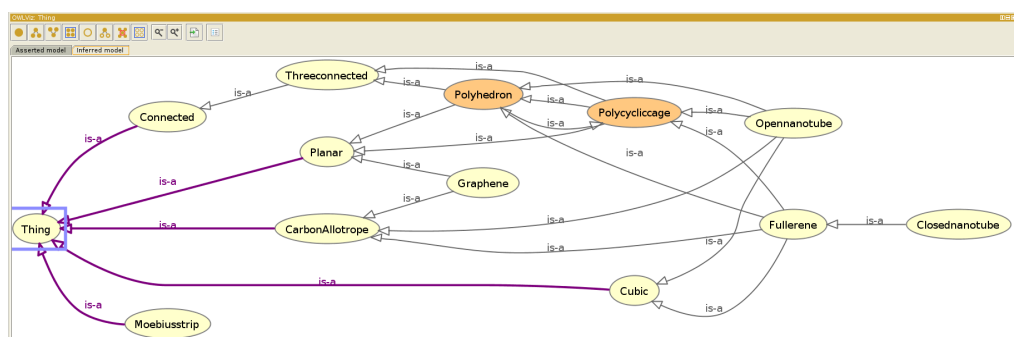 OWLViz: Thing
Asserted model Inferred model
Threeconnected
is-a
is-a
is-a
Polyhedron
is-a
is-a
Polycycliccage
is-a
is-a
Connected
is-a
Opennanotube
is-a
is-a
is-a
is-a
Planar
is-a
is-a
is-a
Graphene
is-a
Thing
is-a
CarbonAllotrope
is-a
is-a
Fullerene
is-a
Closednanotube
is-a
is-a
Cubic
is-a
is-a
Moebiusstrip